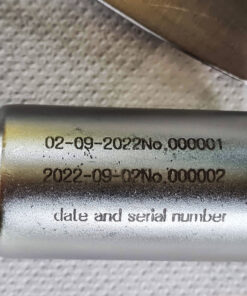 02-09-2022No.000001
2022-09-02No.000002
date and serial number